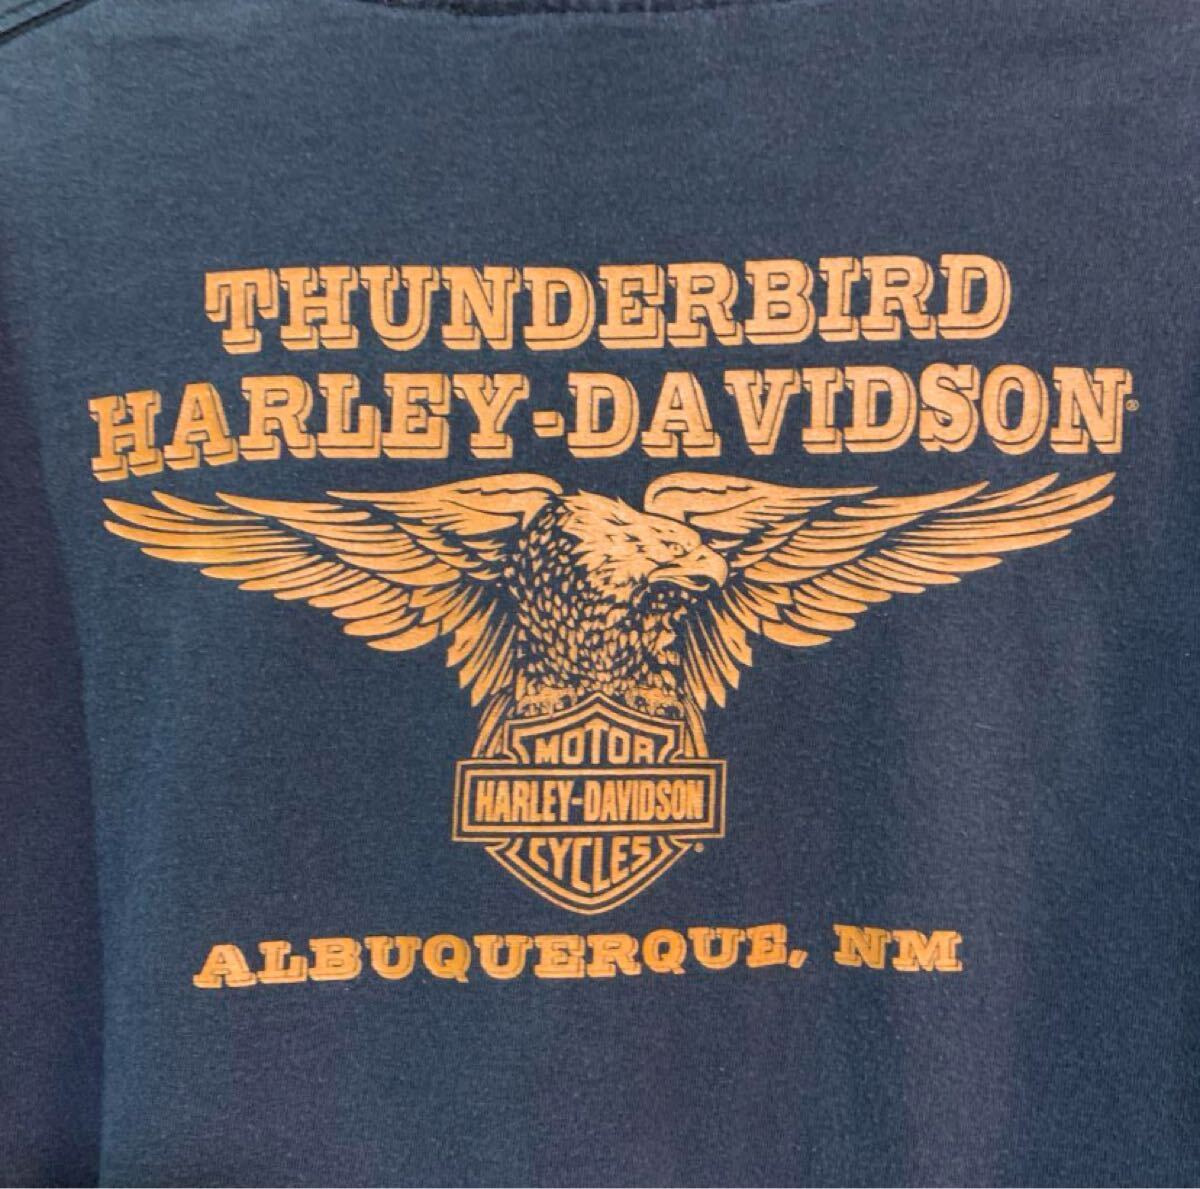 THUNDERBIRD
HARLEY-DAVIDSON®
MOTOR
HARLEY-DAVIDSON
CYCLES®
ALBUQUERQUE, NM